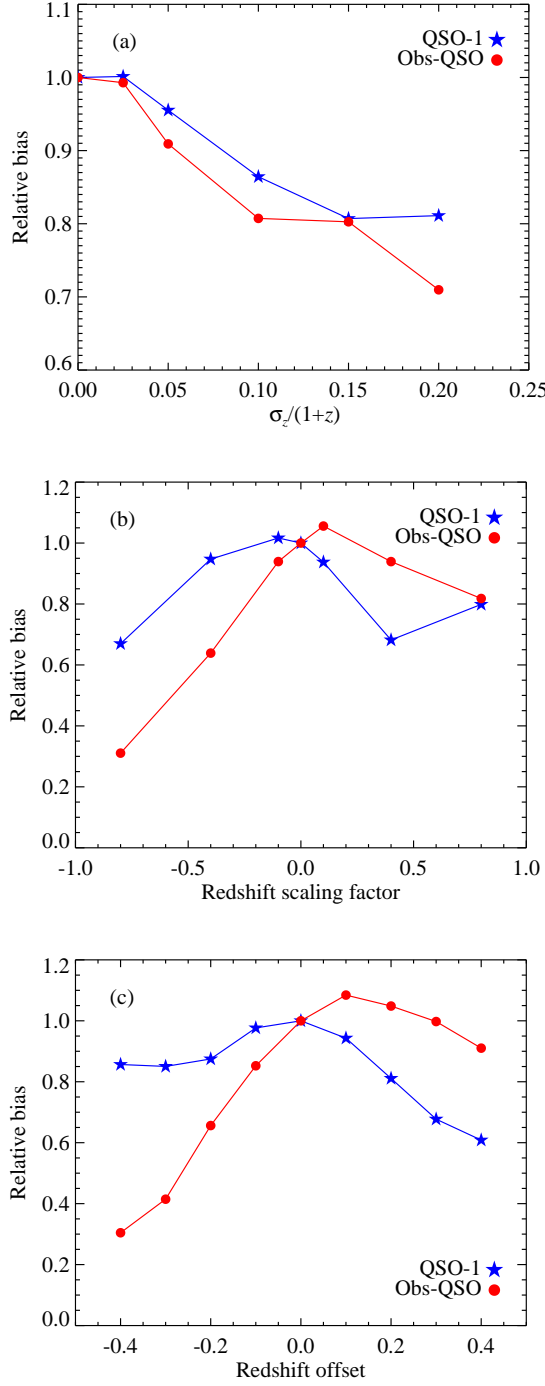 1.1
(a)
QSO-1
Obs-QSO
1.0
0.9
0.8
0.7
0.6
Relative bias
0.00 0.05 0.10 0.15 0.20 0.25
σz/(1+z)
1.2
(b)
QSO-1
Obs-QSO
1.0
0.8
0.6
0.4
0.2
0.0
Relative bias
-1.0 -0.5 0.0 0.5 1.0
Redshift scaling factor
1.2
(c)
1.0
0.8
0.6
0.4
0.2
0.0
Relative bias
QSO-1
Obs-QSO
-0.4 -0.2 0.0 0.2 0.4
Redshift offset